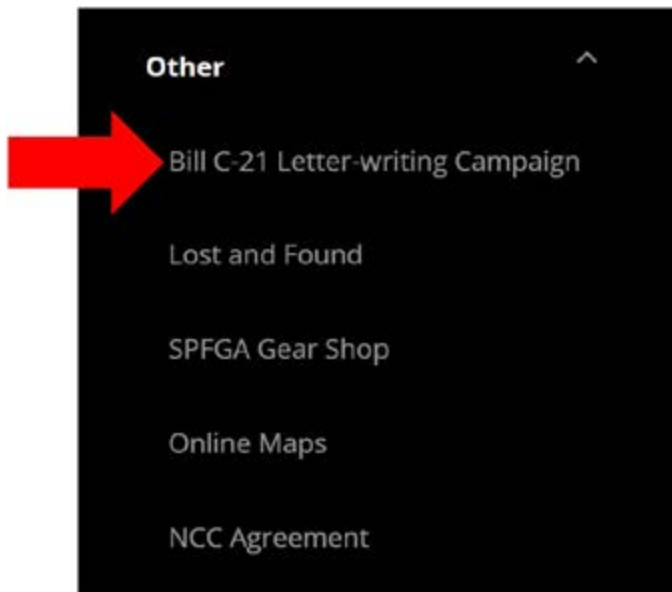 Other
Bill C-21 Letter-writing Campaign
Lost and Found
SPFGA Gear Shop
Online Maps
NCC Agreement